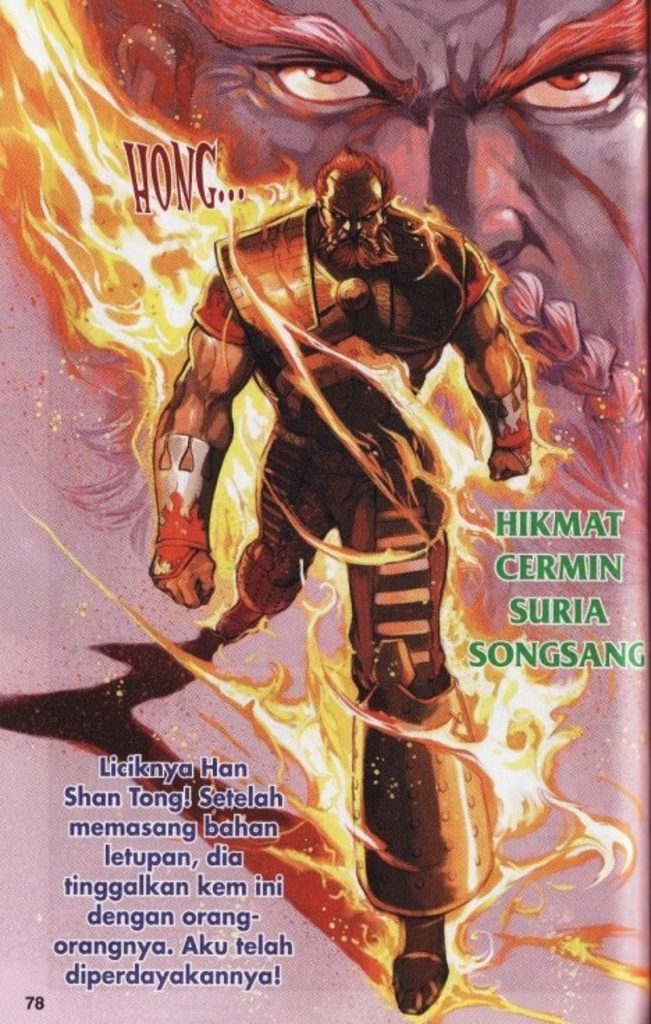 HONG...
HIKMAT
CERMIN
SURIA
SONGSANG
Liciknya Han
Shan Tong! Setelah
memasang bahan
letupan, dia
tinggalkan kem ini
dengan orang-
orangnya. Aku telah
diperdayakannya!
78